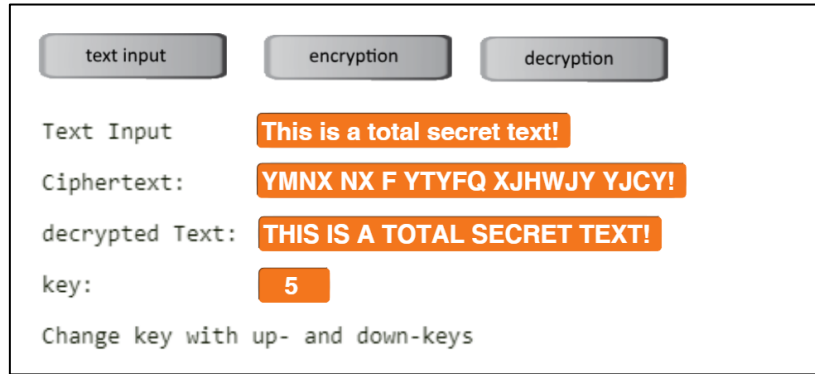 text input encryption decryption
Text Input This is a total secret text!
Ciphertext: YMNX NX F YTYFQ XJHWJY YJCY!
decrypted Text: THIS IS A TOTAL SECRET TEXT!
key: 5
Change key with up- and down-keys